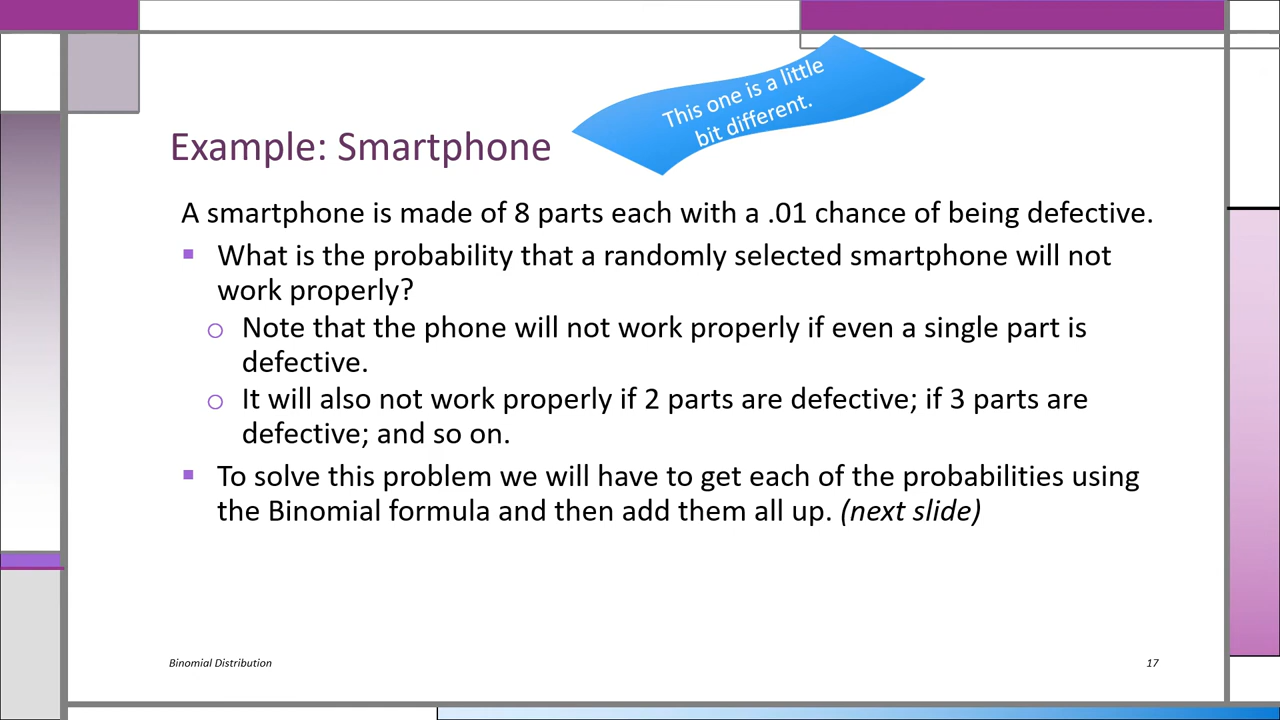 This one is a little
bit different.
Example: Smartphone
A smartphone is made of 8 parts each with a .01 chance of being defective.
▪ What is the probability that a randomly selected smartphone will not
work properly?
o Note that the phone will not work properly if even a single part is
defective.
o It will also not work properly if 2 parts are defective; if 3 parts are
defective; and so on.
▪ To solve this problem we will have to get each of the probabilities using
the Binomial formula and then add them all up. (next slide)
Binomial Distribution
17